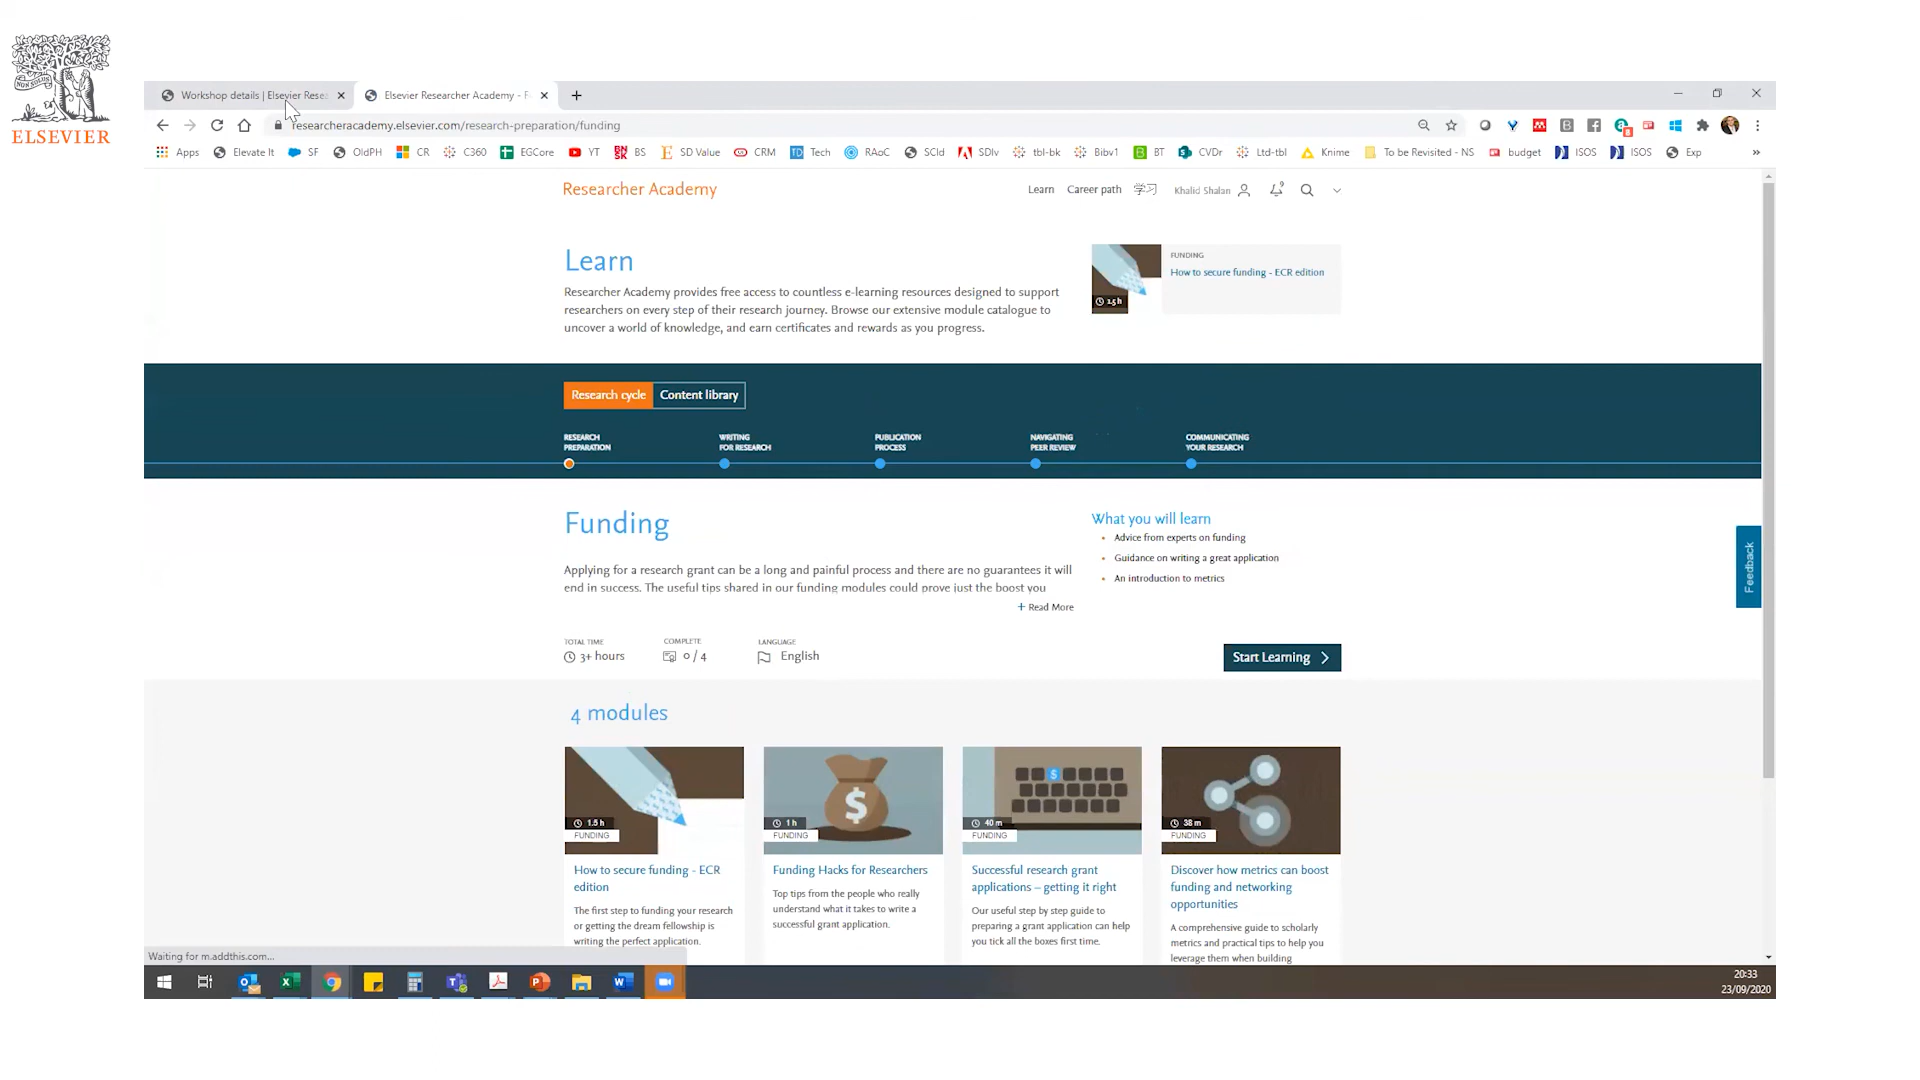 ELSEVIER
Workshop details | Elsevier Rese
Elsevier Researcher Academy - F
researcheracademy.elsevier.com/research-preparation/funding
Apps Elevate It SF OldPH CR C360 EGCore YT BS SD Value CRM Tech RAoC SCId SDIv tbl-bk Bibv1 BT CVDr Ltd-tbl Knime To be Revisited - NS budget ISOS ISOS Exp »
Researcher Academy
Learn Career path 学习 Khalid Shalan
Learn
Researcher Academy provides free access to countless e-learning resources designed to support
researchers on every step of their research journey. Browse our extensive module catalogue to
uncover a world of knowledge, and earn certificates and rewards as you progress.
FUNDING
How to secure funding - ECR edition
1.5 h
Research cycle Content library
RESEARCH
PREPARATION
WRITING
FOR RESEARCH
PUBLICATION
PROCESS
NAVIGATING
PEER REVIEW
COMMUNICATING
YOUR RESEARCH
Funding
Applying for a research grant can be a long and painful process and there are no guarantees it will
end in success. The useful tips shared in our funding modules could prove just the boost you
+ Read More
What you will learn
• Advice from experts on funding
• Guidance on writing a great application
• An introduction to metrics
Feedback
TOTAL TIME
3+ hours
COMPLETE
0 / 4
LANGUAGE
English
Start Learning
4 modules
1.5 h
FUNDING
How to secure funding - ECR
edition
The first step to funding your research
or getting the dream fellowship is
writing the perfect application.
1 h
FUNDING
Funding Hacks for Researchers
Top tips from the people who really
understand what it takes to write a
successful grant application.
40 m
FUNDING
Successful research grant
applications – getting it right
Our useful step by step guide to
preparing a grant application can help
you tick all the boxes first time.
38 m
FUNDING
Discover how metrics can boost
funding and networking
opportunities
A comprehensive guide to scholarly
metrics and practical tips to help you
leverage them when building
Waiting for m.addthis.com...
20:33
23/09/2020